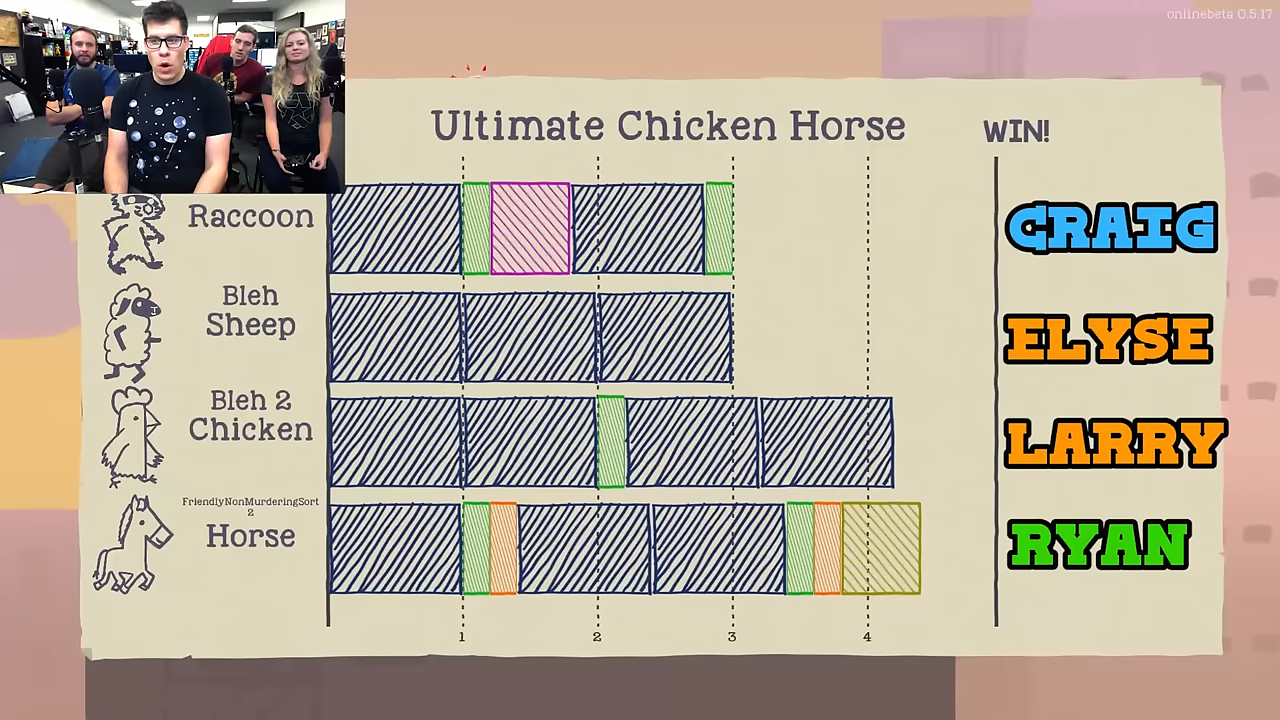 onlinebeta 0.5.17
Ultimate Chicken Horse
WIN!
Raccoon
CRAIG
Bleh
Sheep
ELYSE
Bleh 2
Chicken
LARRY
FriendlyNonMurderingSort
2
Horse
RYAN
1 2 3 4